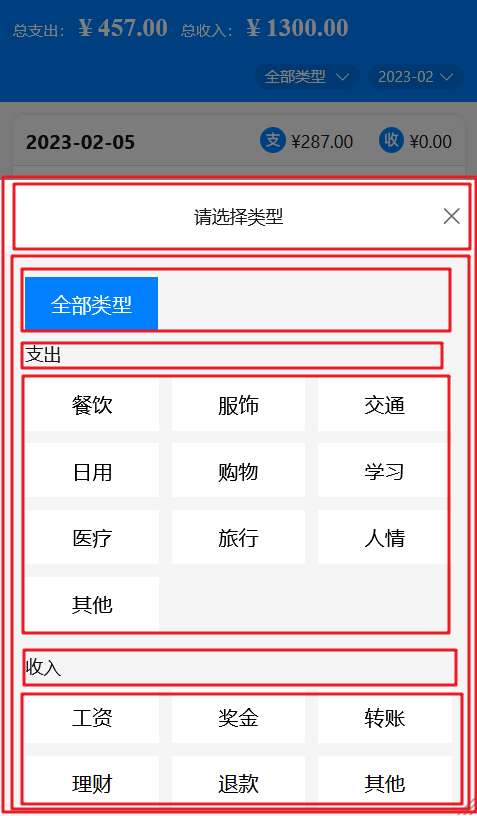 总支出： ¥ 457.00 总收入： ¥ 1300.00
全部类型 2023-02
2023-02-05 支 ¥287.00 收 ¥0.00
请选择类型
全部类型
支出
餐饮 服饰 交通
日用 购物 学习
医疗 旅行 人情
其他
收入
工资 奖金 转账
理财 退款 其他